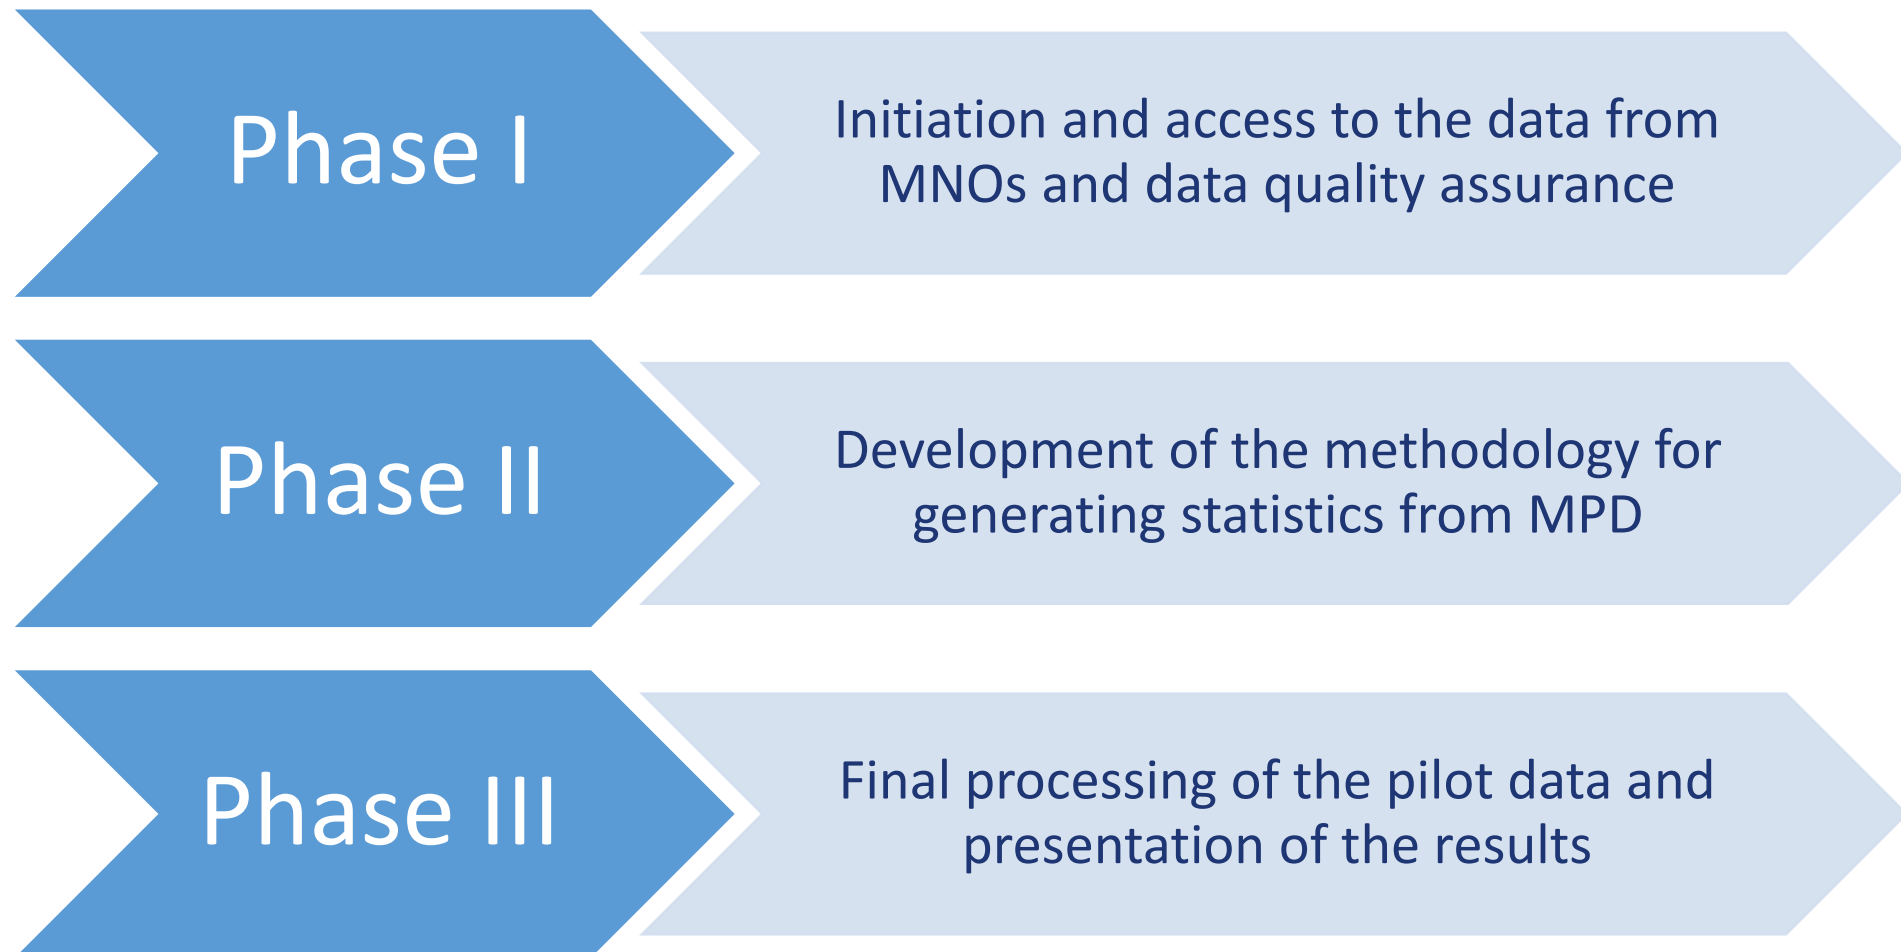 Phase I
Initiation and access to the data from
MNOs and data quality assurance
Phase II
Development of the methodology for
generating statistics from MPD
Phase III
Final processing of the pilot data and
presentation of the results